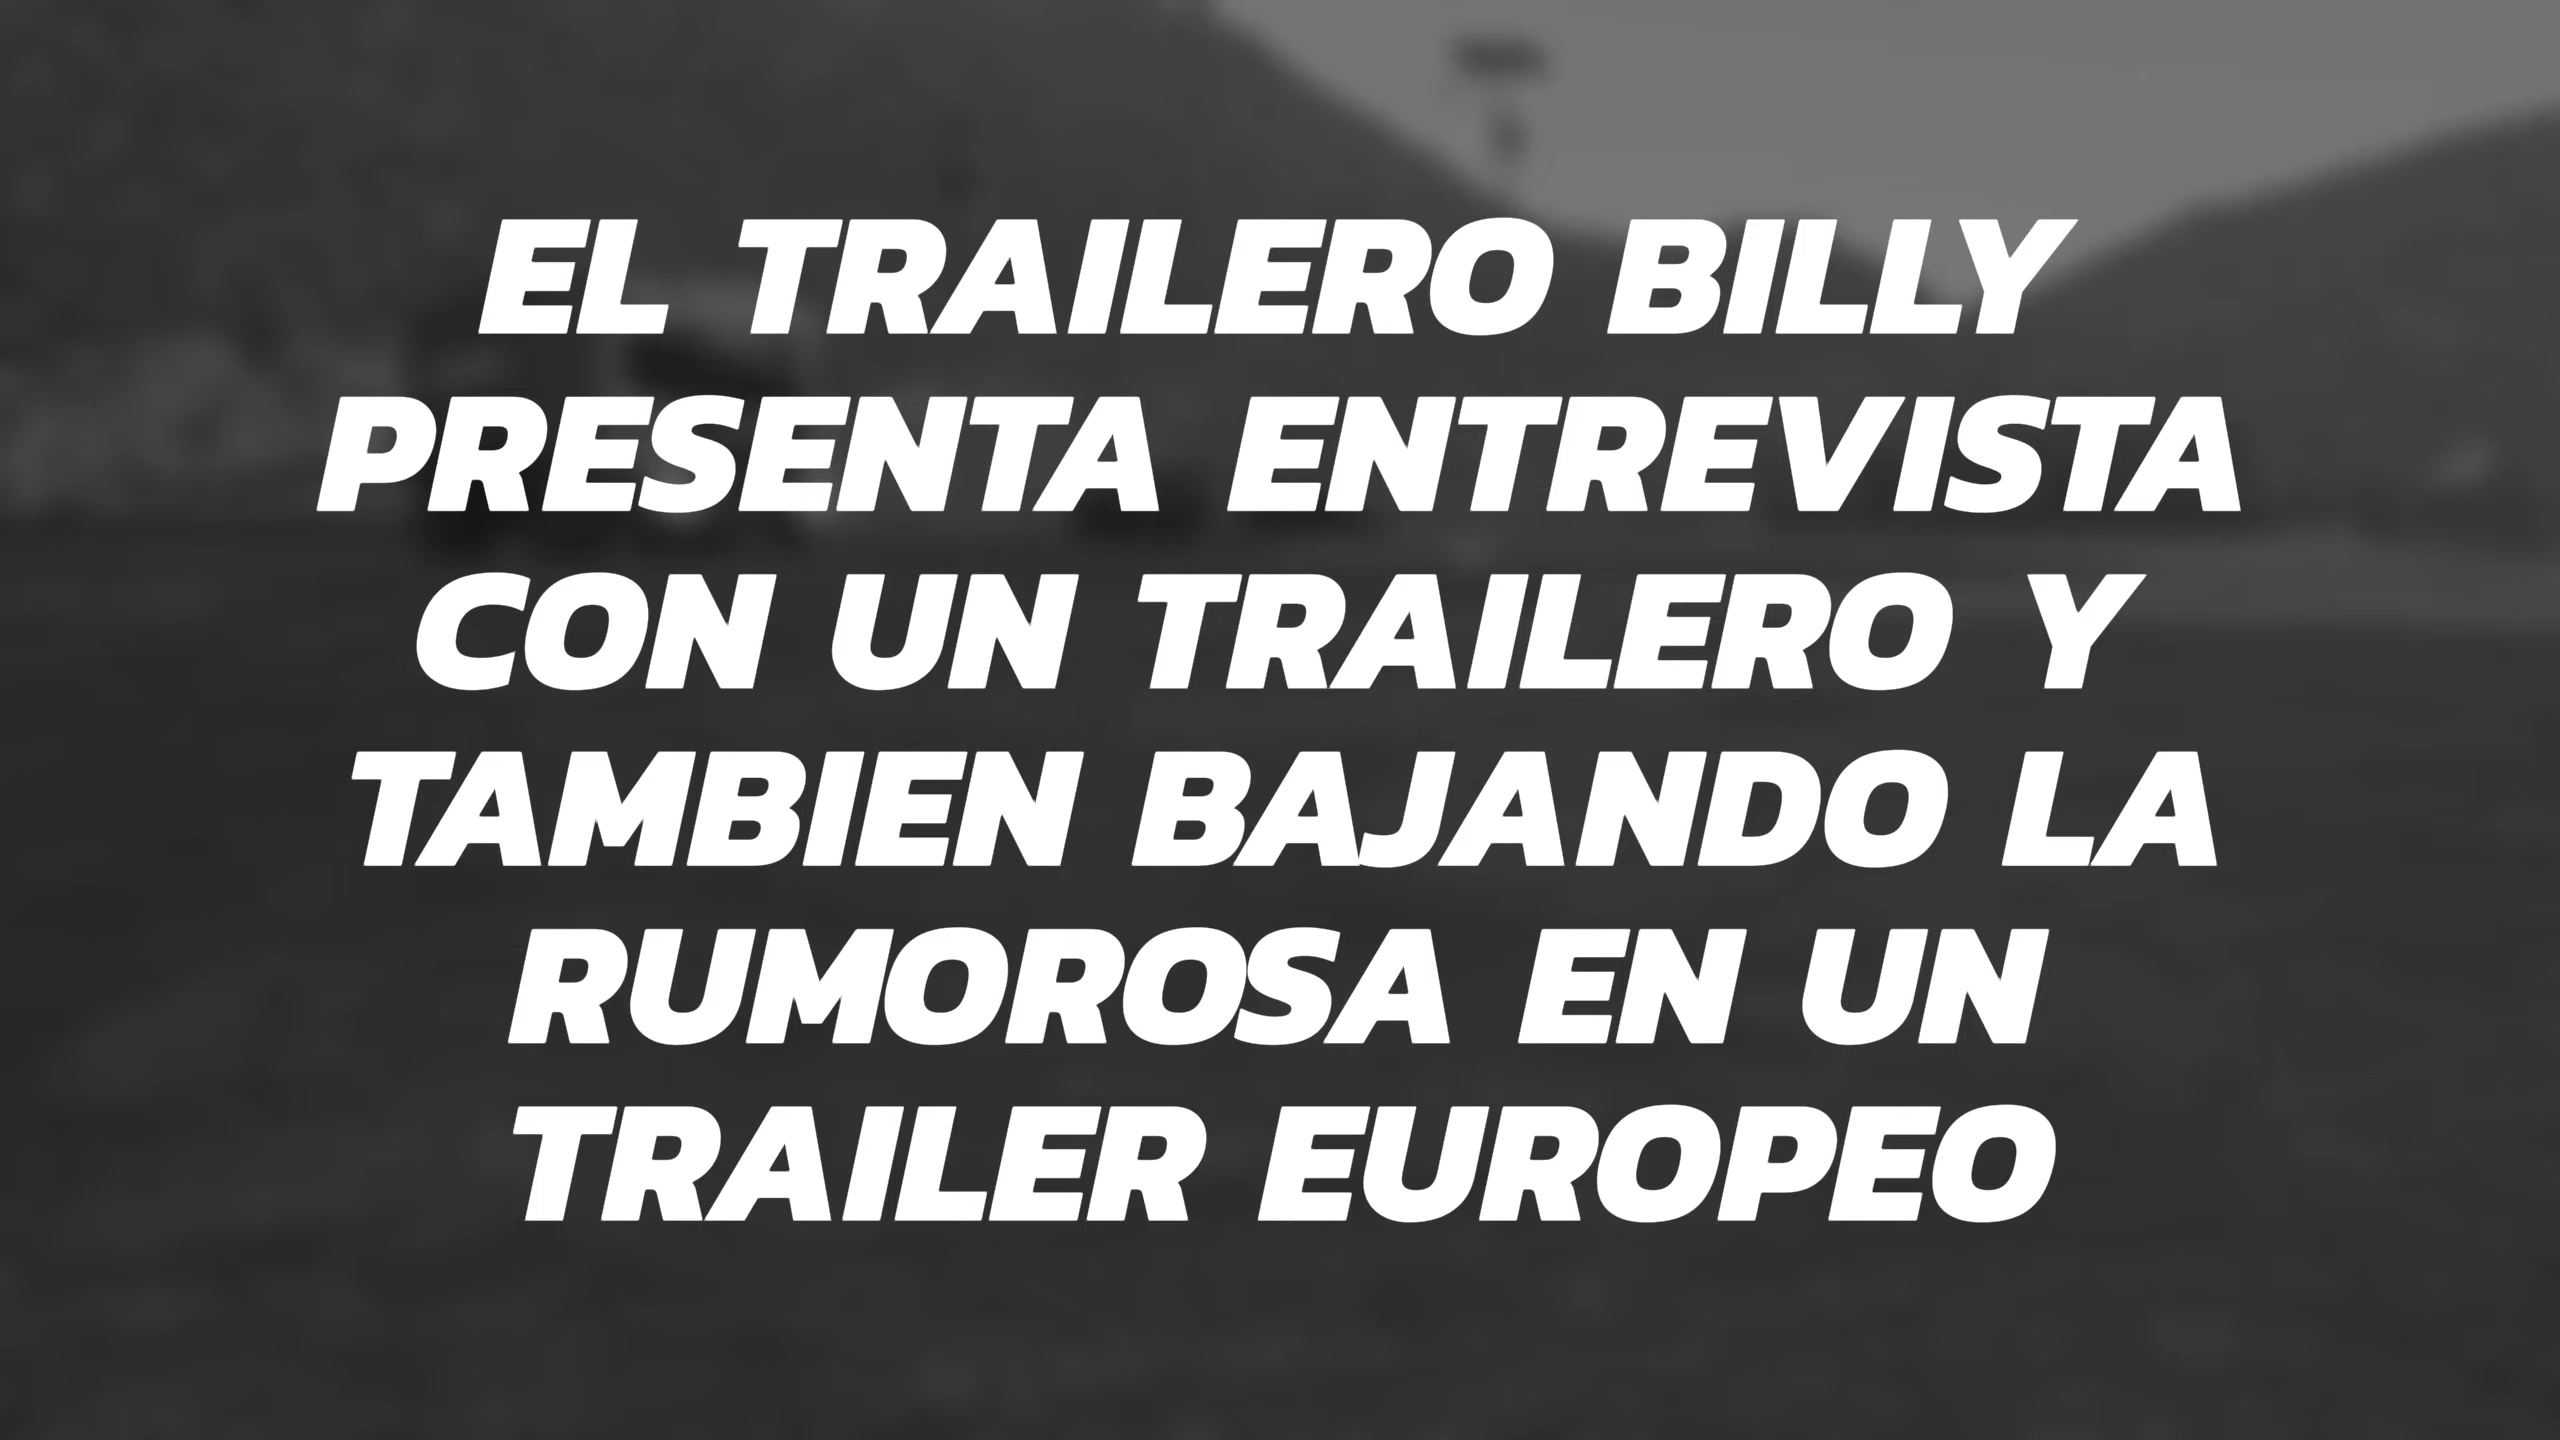 EL TRAILERO BILLY
PRESENTA ENTREVISTA
CON UN TRAILERO Y
TAMBIEN BAJANDO LA
RUMOROSA EN UN
TRAILER EUROPEO